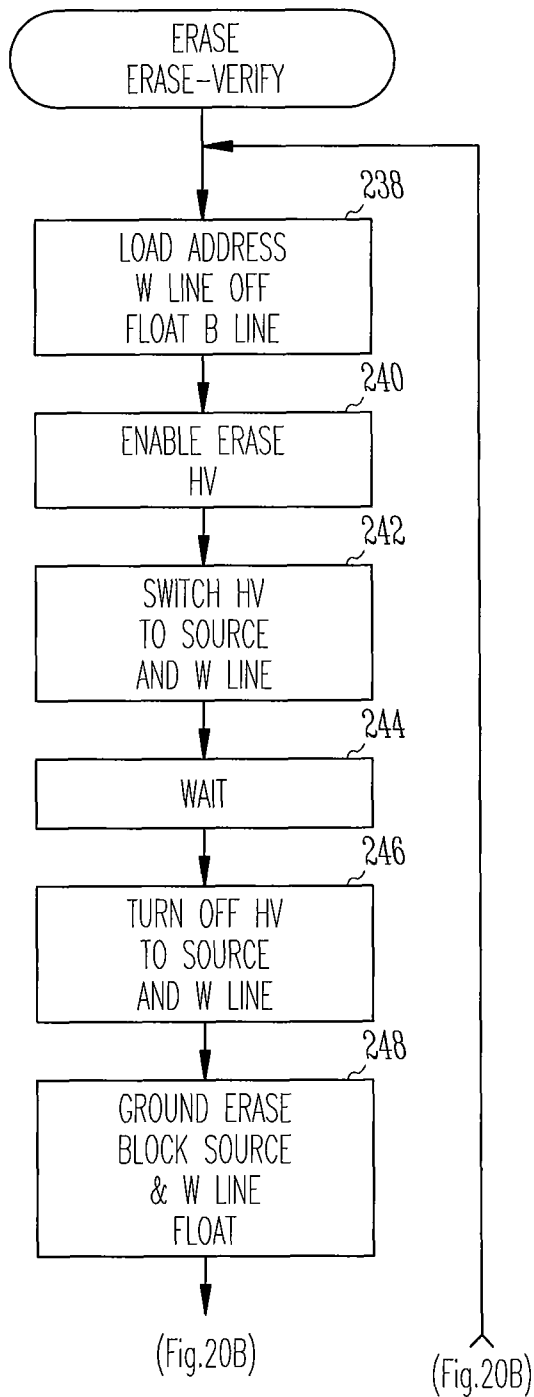 ERASE
ERASE-VERIFY
238
LOAD ADDRESS
W LINE OFF
FLOAT B LINE
240
ENABLE ERASE
HV
242
SWITCH HV
TO SOURCE
AND W LINE
244
WAIT
246
TURN OFF HV
TO SOURCE
AND W LINE
248
GROUND ERASE
BLOCK SOURCE
& W LINE
FLOAT
(Fig.20B)
(Fig.20B)